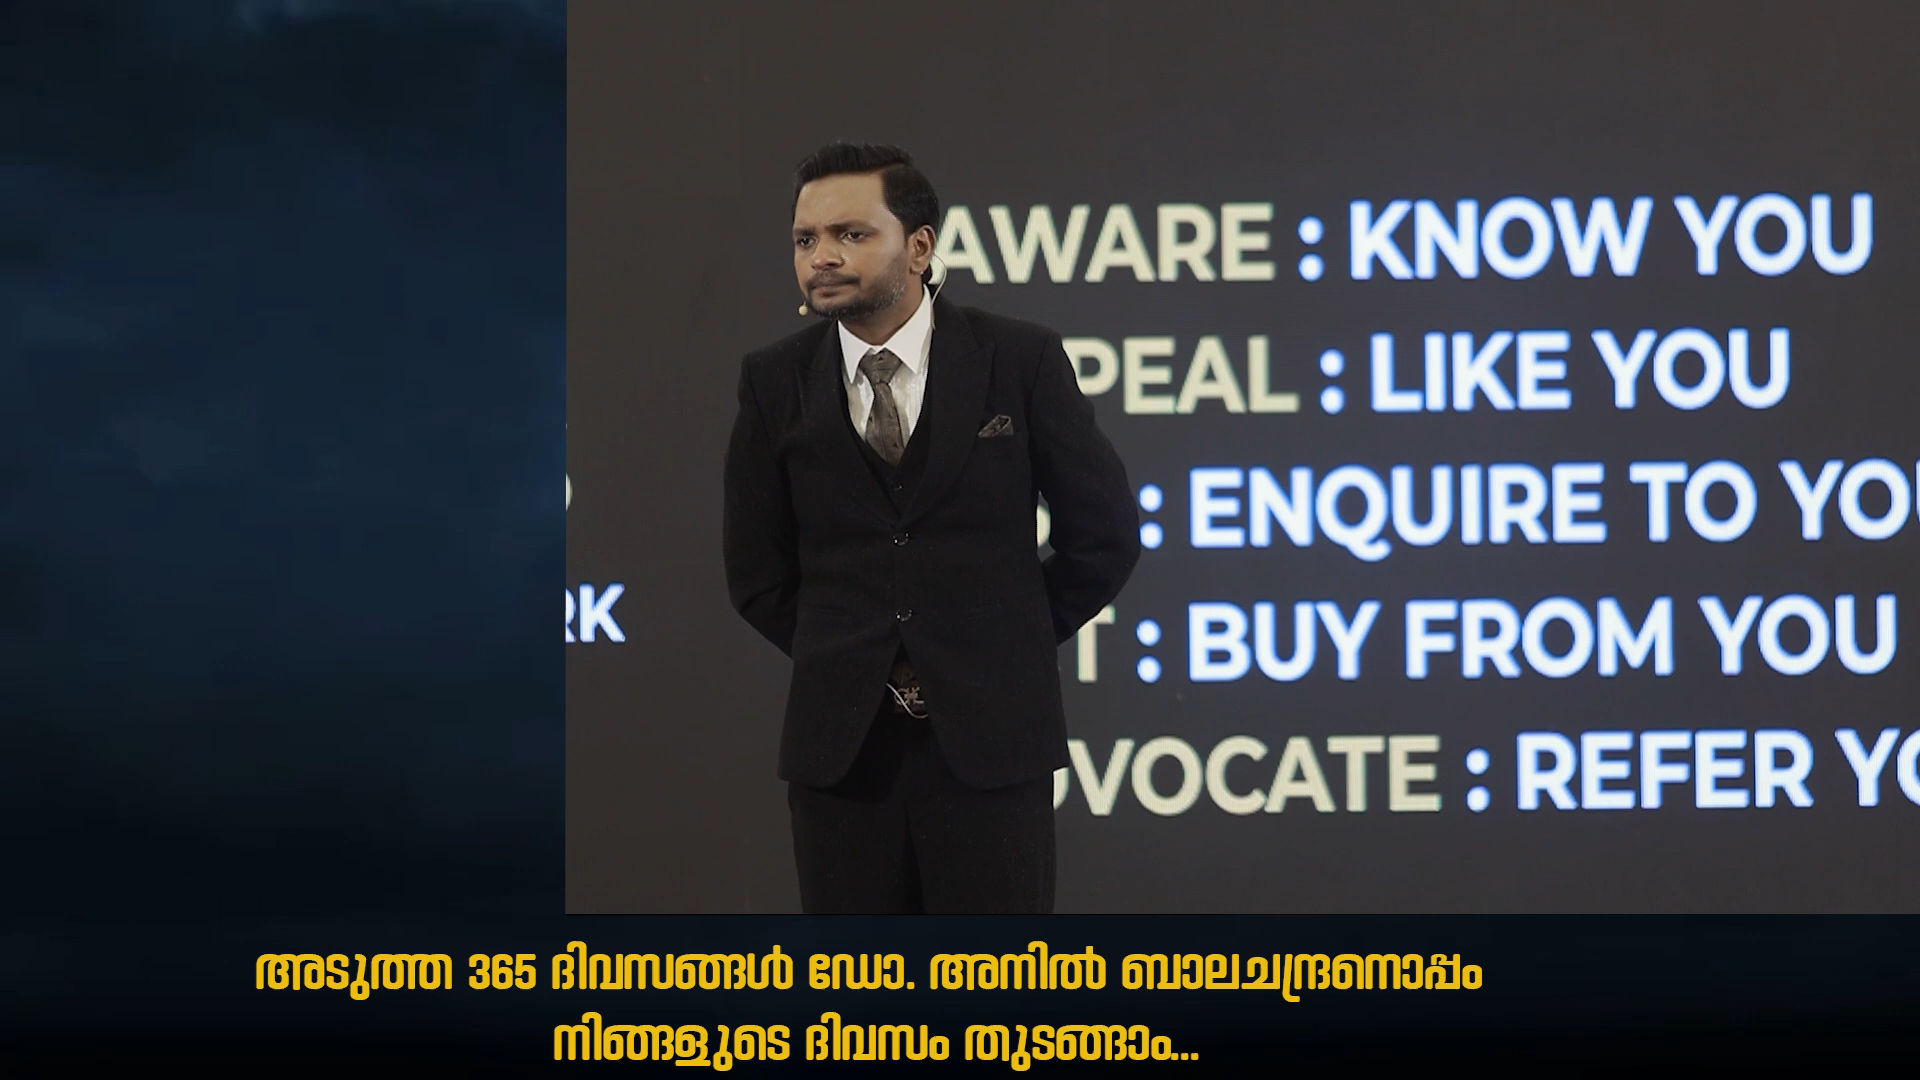 AWARE : KNOW YOU
PEAL : LIKE YOU
: ENQUIRE TO YOU
RK
T : BUY FROM YOU
VOCATE : REFER YO
അടുത്ത 365 ദിവസങ്ങൾ ഡോ. അനിൽ ബാലചന്ദ്രനൊപ്പം
നിങ്ങളുടെ ദിവസം തുടങ്ങാം...